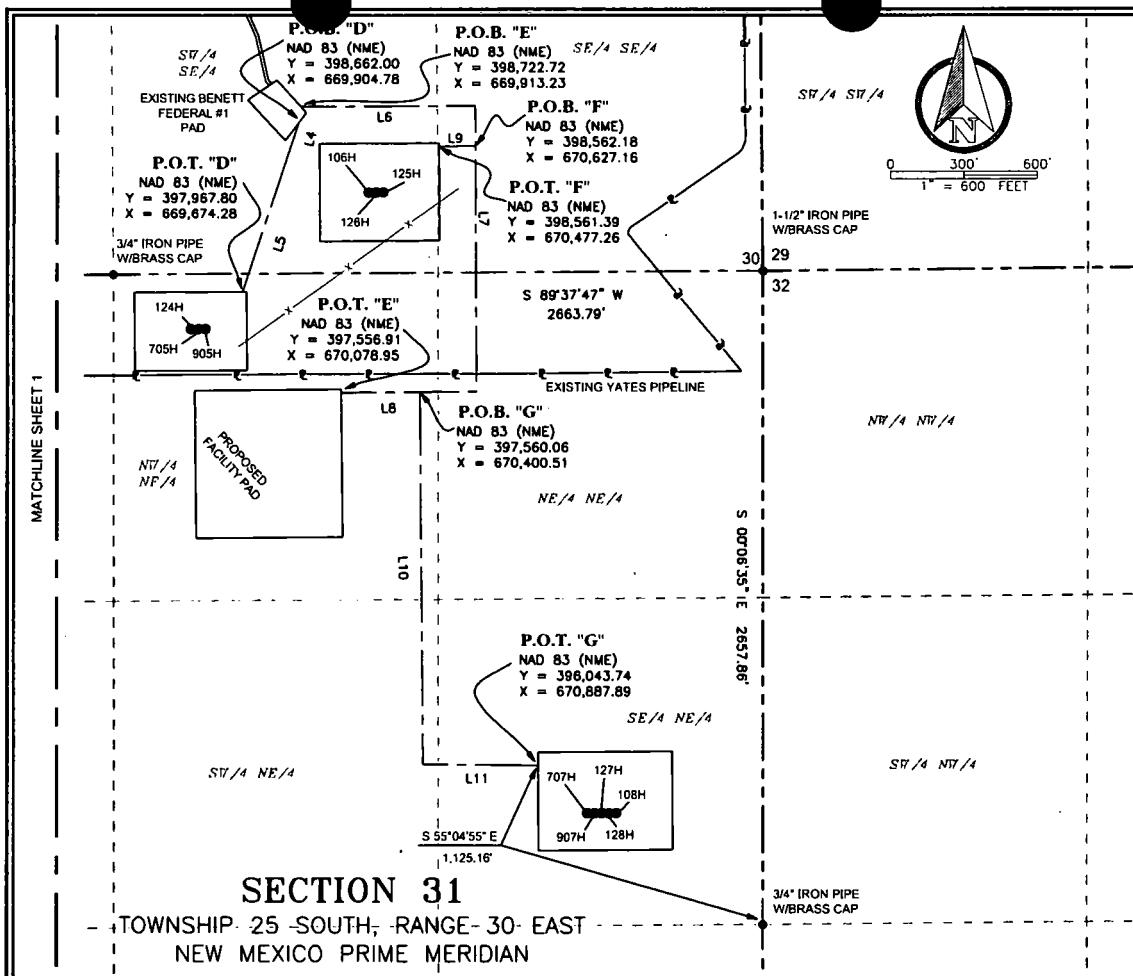 P.O.B. "D"
NAD 83 (NME)
Y = 398,662.00
X = 669,904.78
P.O.B. "E"
NAD 83 (NME)
Y = 398,722.72
X = 669,913.23
SW/4
SE/4
SE/4 SE/4
SW/4 SW/4
N
0 300' 600'
1" = 600 FEET
EXISTING BENETT
FEDERAL #1
PAD
L6
L4
L9
P.O.B. "F"
NAD 83 (NME)
Y = 398,562.18
X = 670,627.16
106H
125H
126H
P.O.T. "D"
NAD 83 (NME)
Y = 397,967.80
X = 669,674.28
P.O.T. "F"
NAD 83 (NME)
Y = 398,561.39
X = 670,477.26
L7
L5
3/4" IRON PIPE
W/BRASS CAP
1-1/2" IRON PIPE
W/BRASS CAP
30 29
32
S 89°37'47" W
2663.79'
124H
705H
905H
P.O.T. "E"
NAD 83 (NME)
Y = 397,556.91
X = 670,078.95
EXISTING YATES PIPELINE
L8
P.O.B. "G"
NAD 83 (NME)
Y = 397,560.06
X = 670,400.51
MATCHLINE SHEET 1
NW/4
NE/4
PROPOSED
FACILITY PAD
NE/4 NE/4
NW/4 NW/4
L10
S 00°06'35" E 2657.86'
P.O.T. "G"
NAD 83 (NME)
Y = 396,043.74
X = 670,887.89
SE/4 NE/4
SW/4 NE/4
SW/4 NW/4
L11
707H
127H
108H
907H
128H
S 55°04'55" E
1,125.16'
3/4" IRON PIPE
W/BRASS CAP
SECTION 31
TOWNSHIP 25 SOUTH, RANGE 30 EAST
NEW MEXICO PRIME MERIDIAN